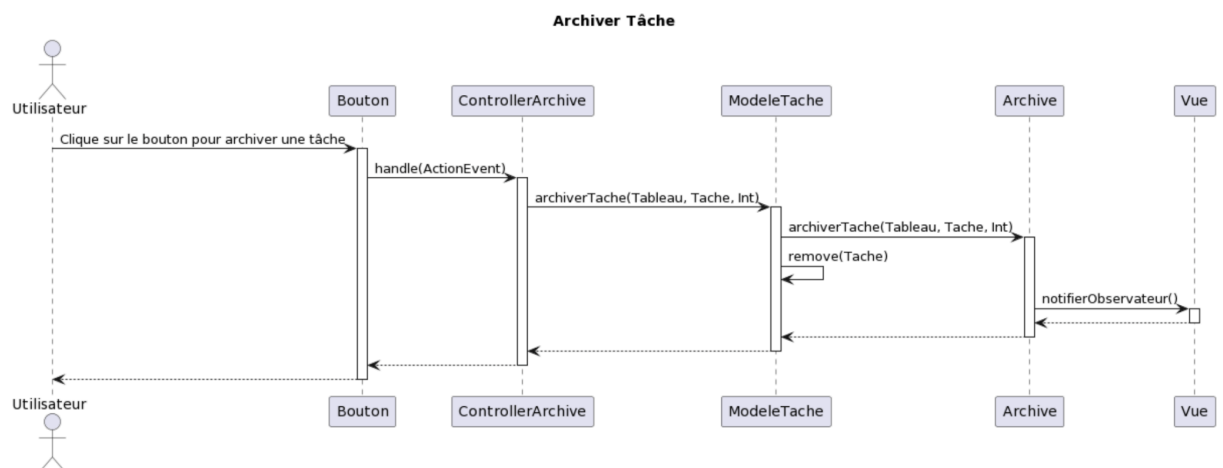 Archiver Tâche
Utilisateur
Bouton
ControllerArchive
ModeleTache
Archive
Vue
Clique sur le bouton pour archiver une tâche
handle(ActionEvent)
archiverTache(Tableau, Tache, Int)
archiverTache(Tableau, Tache, Int)
remove(Tache)
notifierObservateur()
Utilisateur
Bouton
ControllerArchive
ModeleTache
Archive
Vue